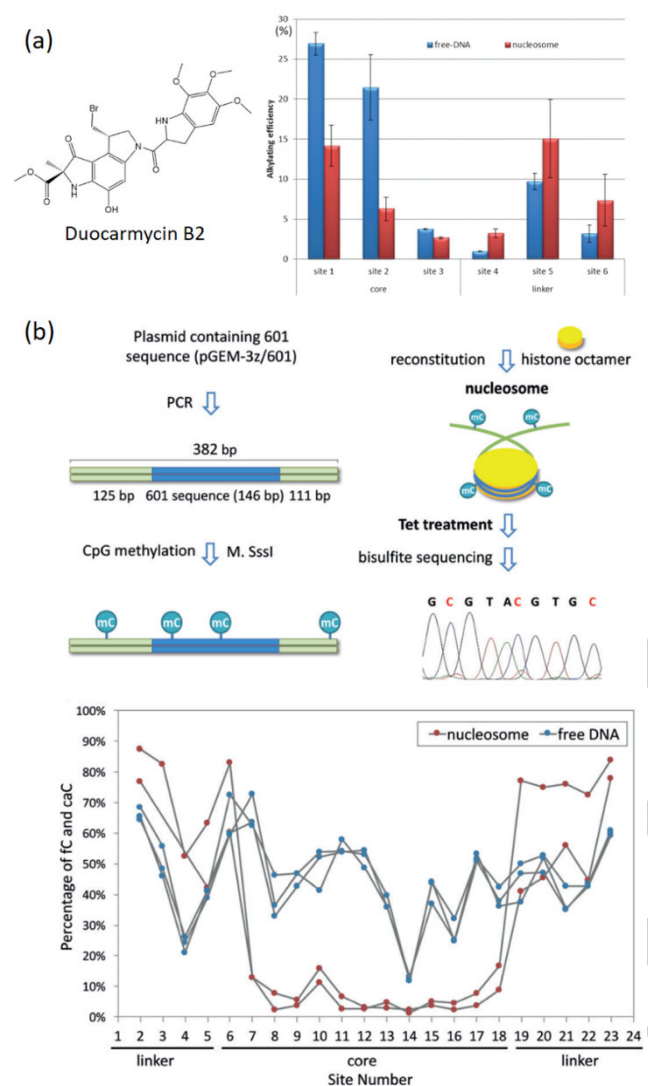 (a)
Br
O
O
O
O
HN
N
O
O
O
NH
OH
Duocarmycin B2
30
(%)
25
20
15
10
5
0
Alkylating efficiency
free-DNA
nucleosome
site 1 site 2 site 3 site 4 site 5 site 6
core linker
(b)
Plasmid containing 601
sequence (pGEM-3z/601)
PCR
382 bp
125 bp 601 sequence (146 bp) 111 bp
CpG methylation M. SssI
mC mC mC mC
reconstitution histone octamer
nucleosome
mC mC
mC mC
Tet treatment
bisulfite sequencing
G C G T A C G T G C
Percentage of fC and caC
100%
90%
80%
70%
60%
50%
40%
30%
20%
10%
0%
nucleosome free DNA
1 2 3 4 5 6 7 8 9 10 11 12 13 14 15 16 17 18 19 20 21 22 23 24
linker core linker
Site Number